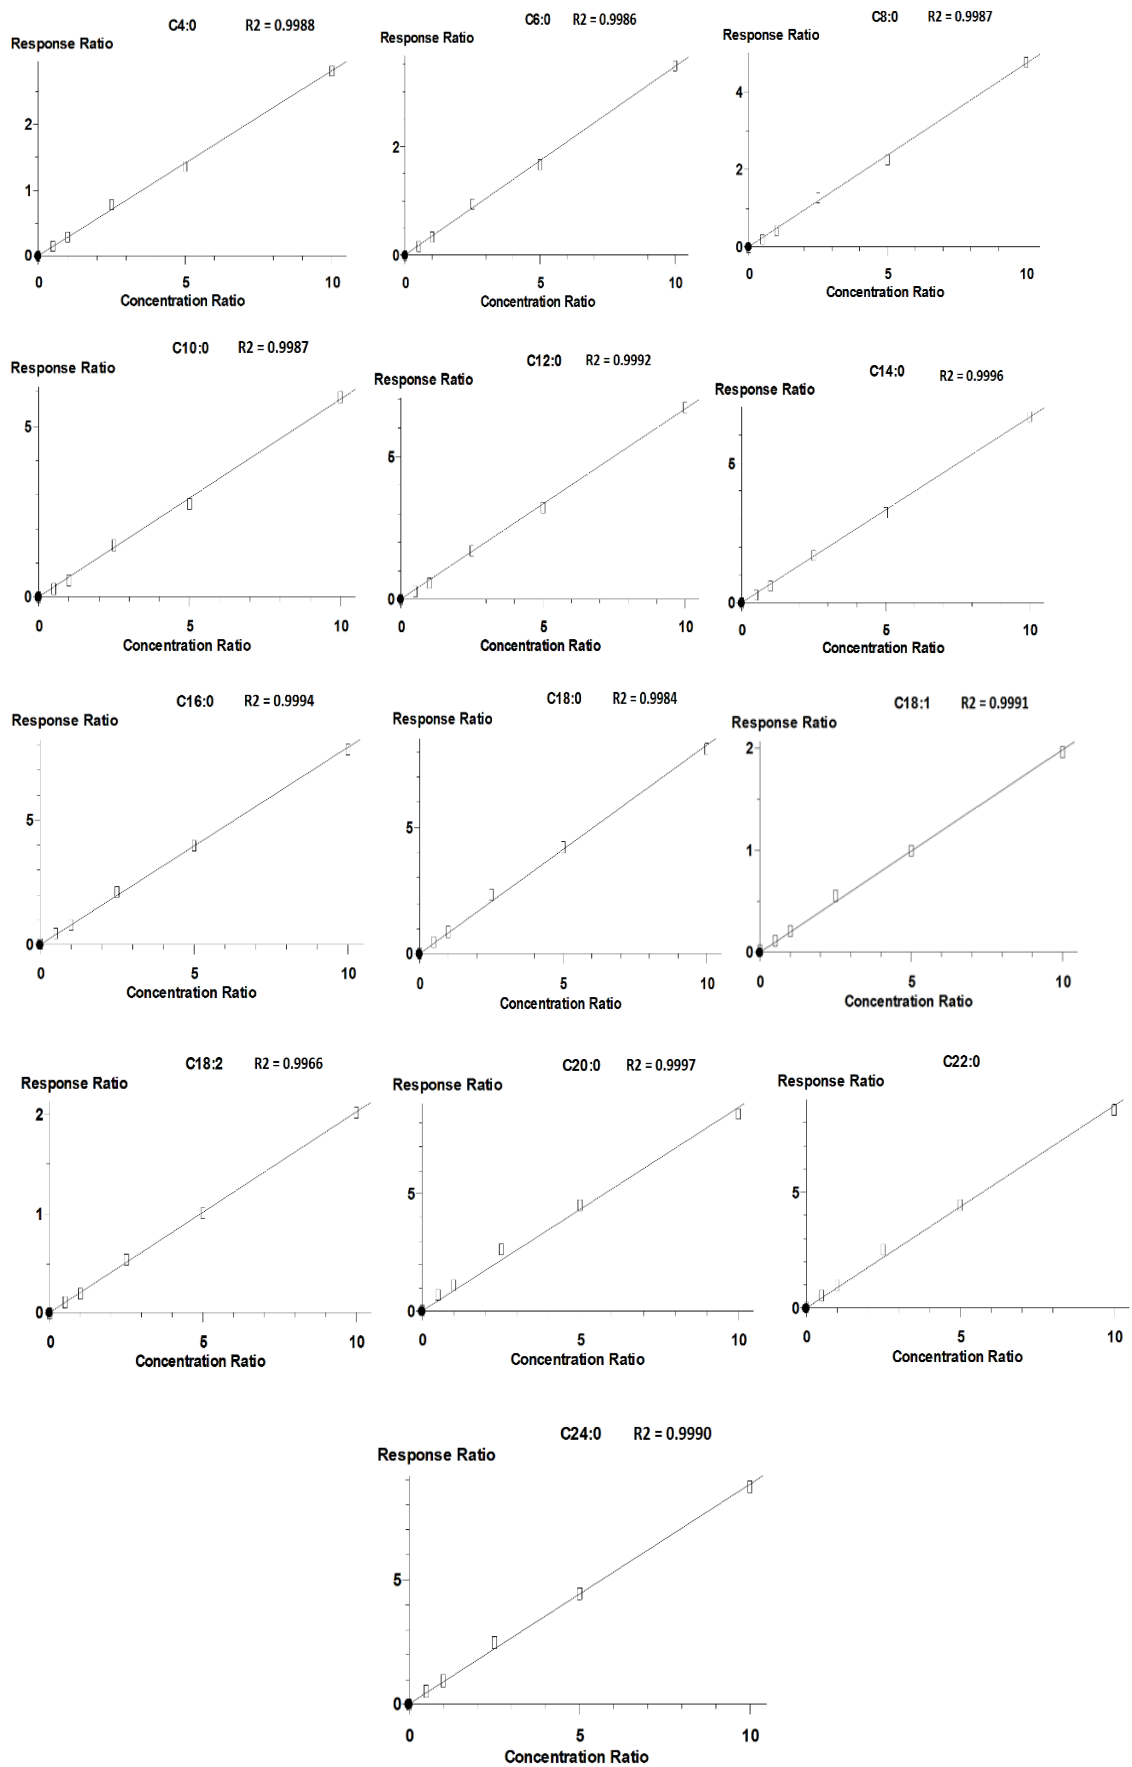 C4:0 R2 = 0.9988
Response Ratio
2
1
0
0 5 10
Concentration Ratio
C6:0 R2 = 0.9986
Response Ratio
2
0
0 5 10
Concentration Ratio
C8:0 R2 = 0.9987
Response Ratio
4
2
0
0 5 10
Concentration Ratio
C10:0 R2 = 0.9987
Response Ratio
5
0
0 5 10
Concentration Ratio
C12:0 R2 = 0.9992
Response Ratio
5
0
0 5 10
Concentration Ratio
C14:0 R2 = 0.9996
Response Ratio
5
0
0 5 10
Concentration Ratio
C16:0 R2 = 0.9994
Response Ratio
5
0
0 5 10
Concentration Ratio
C18:0 R2 = 0.9984
Response Ratio
5
0
0 5 10
Concentration Ratio
C18:1 R2 = 0.9991
Response Ratio
2
1
0
0 5 10
Concentration Ratio
C18:2 R2 = 0.9966
Response Ratio
2
1
0
0 5 10
Concentration Ratio
C20:0 R2 = 0.9997
Response Ratio
5
0
0 5 10
Concentration Ratio
C22:0
Response Ratio
5
0
0 5 10
Concentration Ratio
C24:0 R2 = 0.9990
Response Ratio
5
0
0 5 10
Concentration Ratio